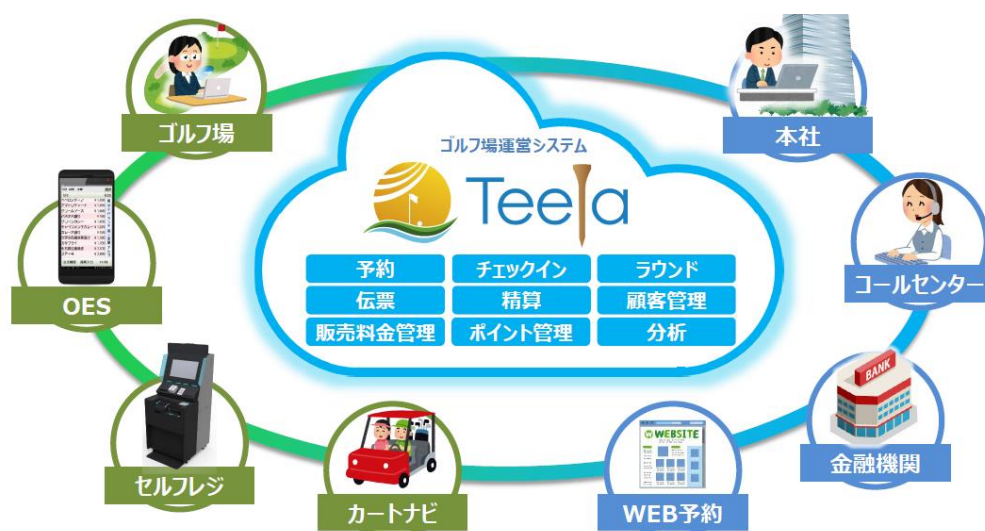 ゴルフ場
本社
ゴルフ場運営システム
Teela
予約
チェックイン
ラウンド
伝票
精算
顧客管理
販売料金管理
ポイント管理
分析
OES
コールセンター
セルフレジ
カートナビ
WEBSITE
WEB予約
BANK
金融機関